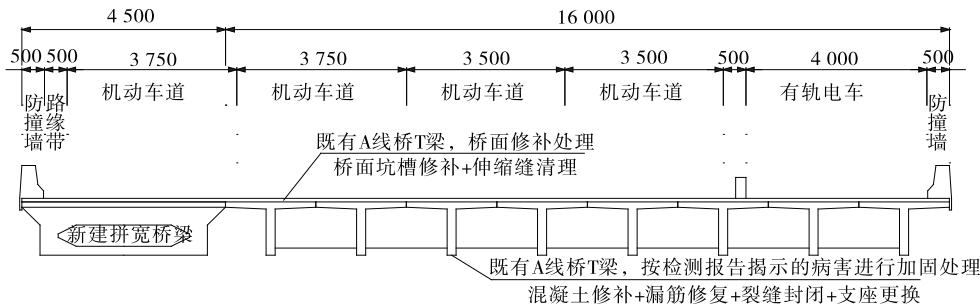 4 500 16 000
500 500 3 750 3 750 3 500 3 500 500 4 000 500
防撞墙 路缘带 机动车道 机动车道 机动车道 机动车道 有轨电车 防撞墙
既有A线桥T梁，桥面修补处理
桥面坑槽修补+伸缩缝清理
新建拼宽桥梁
既有A线桥T梁，按检测报告揭示的病害进行加固处理
混凝土修补+漏筋修复+裂缝封闭+支座更换